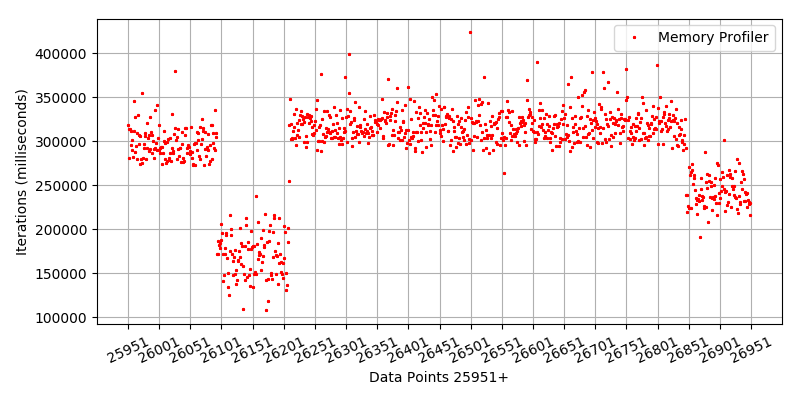 Memory Profiler
400000
350000
300000
250000
200000
150000
100000
Iterations (milliseconds)
25951 26001 26051 26101 26151 26201 26251 26301 26351 26401 26451 26501 26551 26601 26651 26701 26751 26801 26851 26901 26951
Data Points 25951+